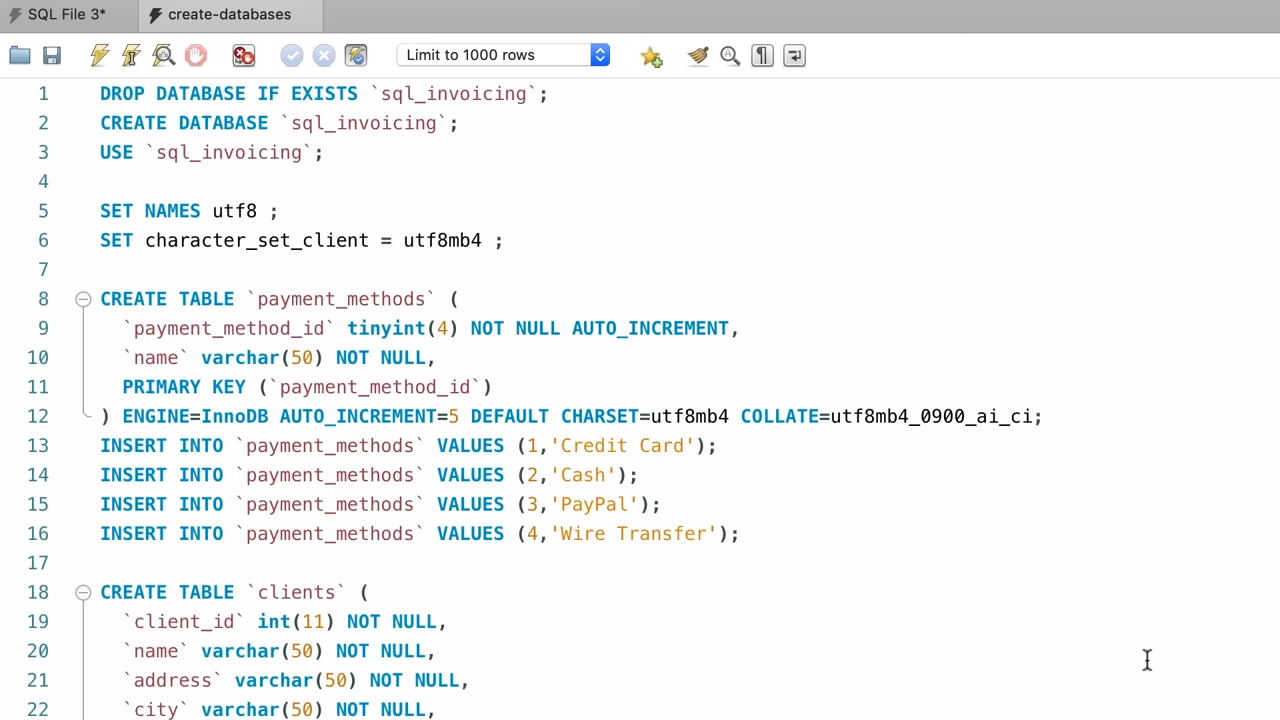 SQL File 3*
create-databases
Limit to 1000 rows
1 DROP DATABASE IF EXISTS `sql_invoicing`;
2 CREATE DATABASE `sql_invoicing`;
3 USE `sql_invoicing`;
4
5 SET NAMES utf8 ;
6 SET character_set_client = utf8mb4 ;
7
8 CREATE TABLE `payment_methods` (
9 `payment_method_id` tinyint(4) NOT NULL AUTO_INCREMENT,
10 `name` varchar(50) NOT NULL,
11 PRIMARY KEY (`payment_method_id`)
12 ) ENGINE=InnoDB AUTO_INCREMENT=5 DEFAULT CHARSET=utf8mb4 COLLATE=utf8mb4_0900_ai_ci;
13 INSERT INTO `payment_methods` VALUES (1,'Credit Card');
14 INSERT INTO `payment_methods` VALUES (2,'Cash');
15 INSERT INTO `payment_methods` VALUES (3,'PayPal');
16 INSERT INTO `payment_methods` VALUES (4,'Wire Transfer');
17
18 CREATE TABLE `clients` (
19 `client_id` int(11) NOT NULL,
20 `name` varchar(50) NOT NULL,
21 `address` varchar(50) NOT NULL,
22 `city` varchar(50) NOT NULL,